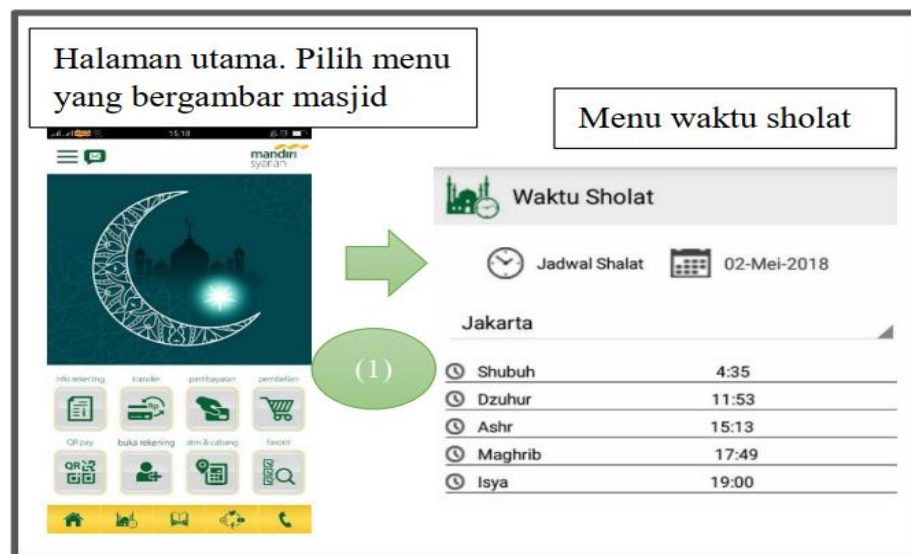 Halaman utama. Pilih menu
yang bergambar masjid
Menu waktu sholat
15.18
mandiri
syariah
info rekening transfer pembayaran pembelian
Rp
QR pay buka rekening atm & cabang favorit
QR
Waktu Sholat
Jadwal Shalat 02-Mei-2018
Jakarta
(1)
Shubuh 4:35
Dzuhur 11:53
Ashr 15:13
Maghrib 17:49
Isya 19:00